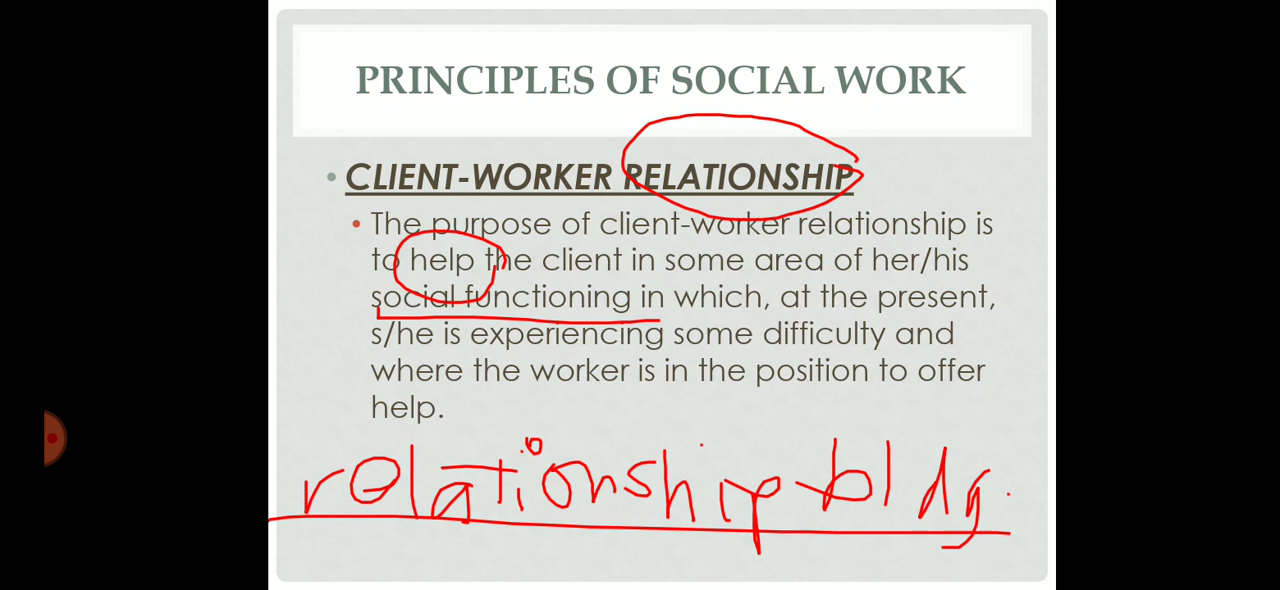 PRINCIPLES OF SOCIAL WORK
• CLIENT-WORKER RELATIONSHIP
• The purpose of client-worker relationship is
to help the client in some area of her/his
social functioning in which, at the present,
s/he is experiencing some difficulty and
where the worker is in the position to offer
help.
relationship bldg.